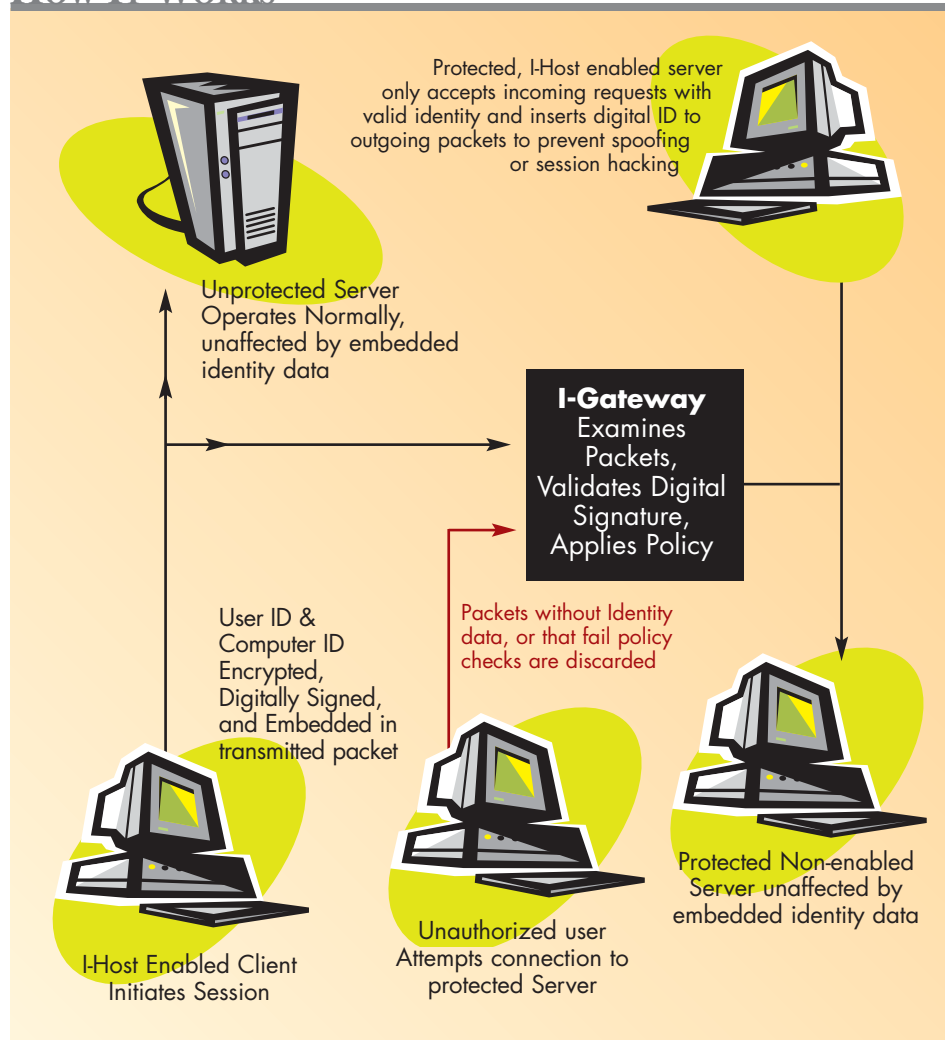 Protected, I-Host enabled server
only accepts incoming requests with
valid identity and inserts digital ID to
outgoing packets to prevent spoofing
or session hacking
Unprotected Server
Operates Normally,
unaffected by embedded
identity data
I-Gateway
Examines
Packets,
Validates Digital
Signature,
Applies Policy
User ID &
Computer ID
Encrypted,
Digitally Signed,
and Embedded in
transmitted packet
Packets without Identity
data, or that fail policy
checks are discarded
I-Host Enabled Client
Initiates Session
Unauthorized user
Attempts connection to
protected Server
Protected Non-enabled
Server unaffected by
embedded identity data